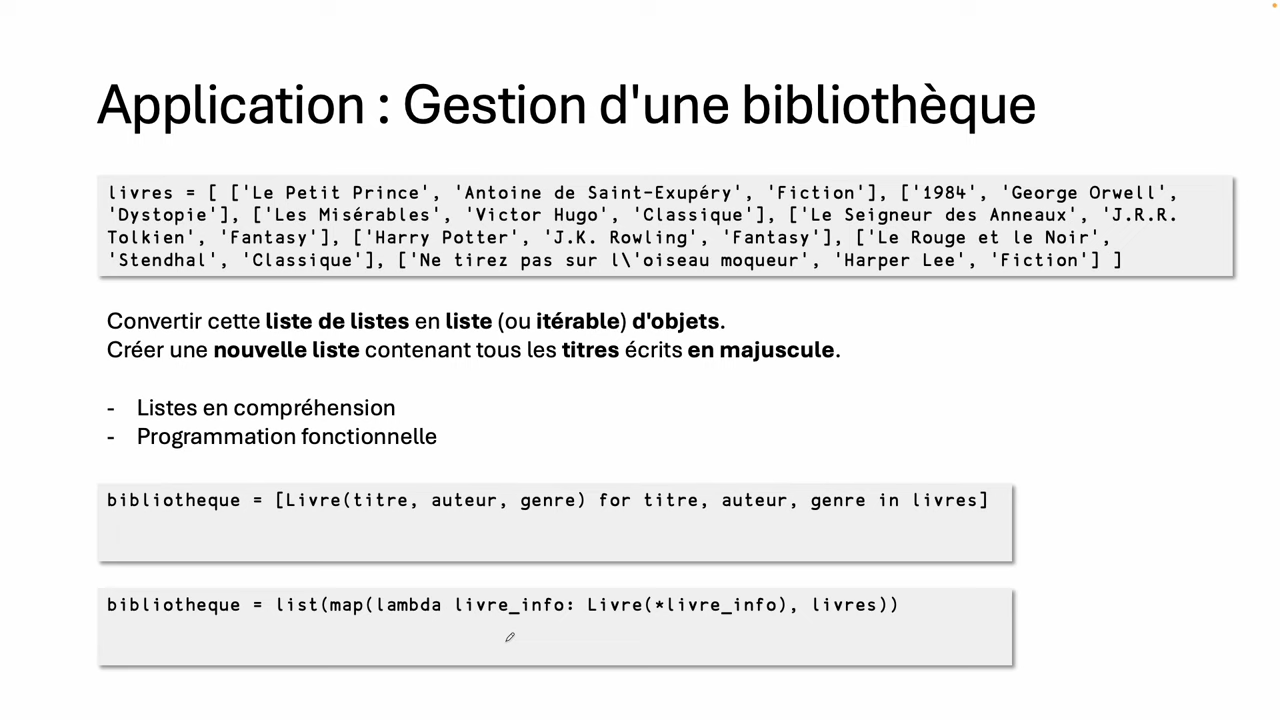 Application : Gestion d'une bibliothèque
livres = [ ['Le Petit Prince', 'Antoine de Saint-Exupéry', 'Fiction'], ['1984', 'George Orwell',
'Dystopie'], ['Les Misérables', 'Victor Hugo', 'Classique'], ['Le Seigneur des Anneaux', 'J.R.R.
Tolkien', 'Fantasy'], ['Harry Potter', 'J.K. Rowling', 'Fantasy'], ['Le Rouge et le Noir',
'Stendhal', 'Classique'], ['Ne tirez pas sur l\'oiseau moqueur', 'Harper Lee', 'Fiction'] ]
Convertir cette liste de listes en liste (ou itérable) d'objets.
Créer une nouvelle liste contenant tous les titres écrits en majuscule.
- Listes en compréhension
- Programmation fonctionnelle
bibliotheque = [Livre(titre, auteur, genre) for titre, auteur, genre in livres]
bibliotheque = list(map(lambda livre_info: Livre(*livre_info), livres))